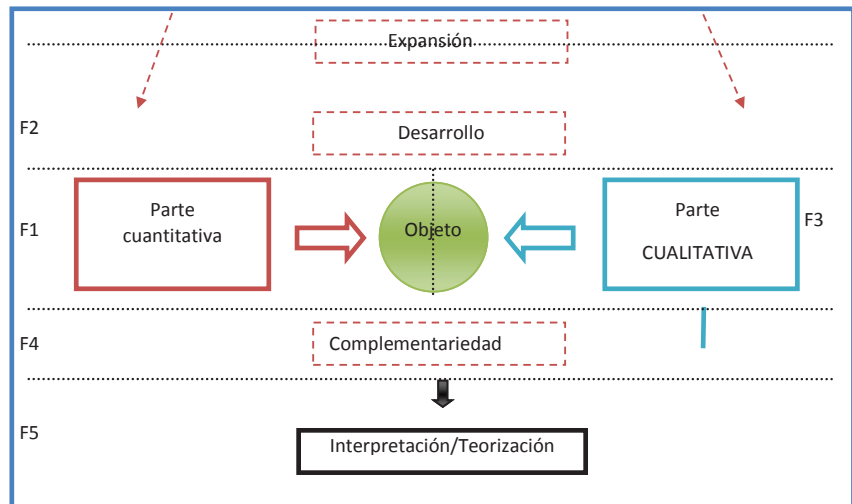 Expansión
F2
Desarrollo
F1
Parte
cuantitativa
Objeto
Parte
CUALITATIVA
F3
F4
Complementariedad
F5
Interpretación/Teorización